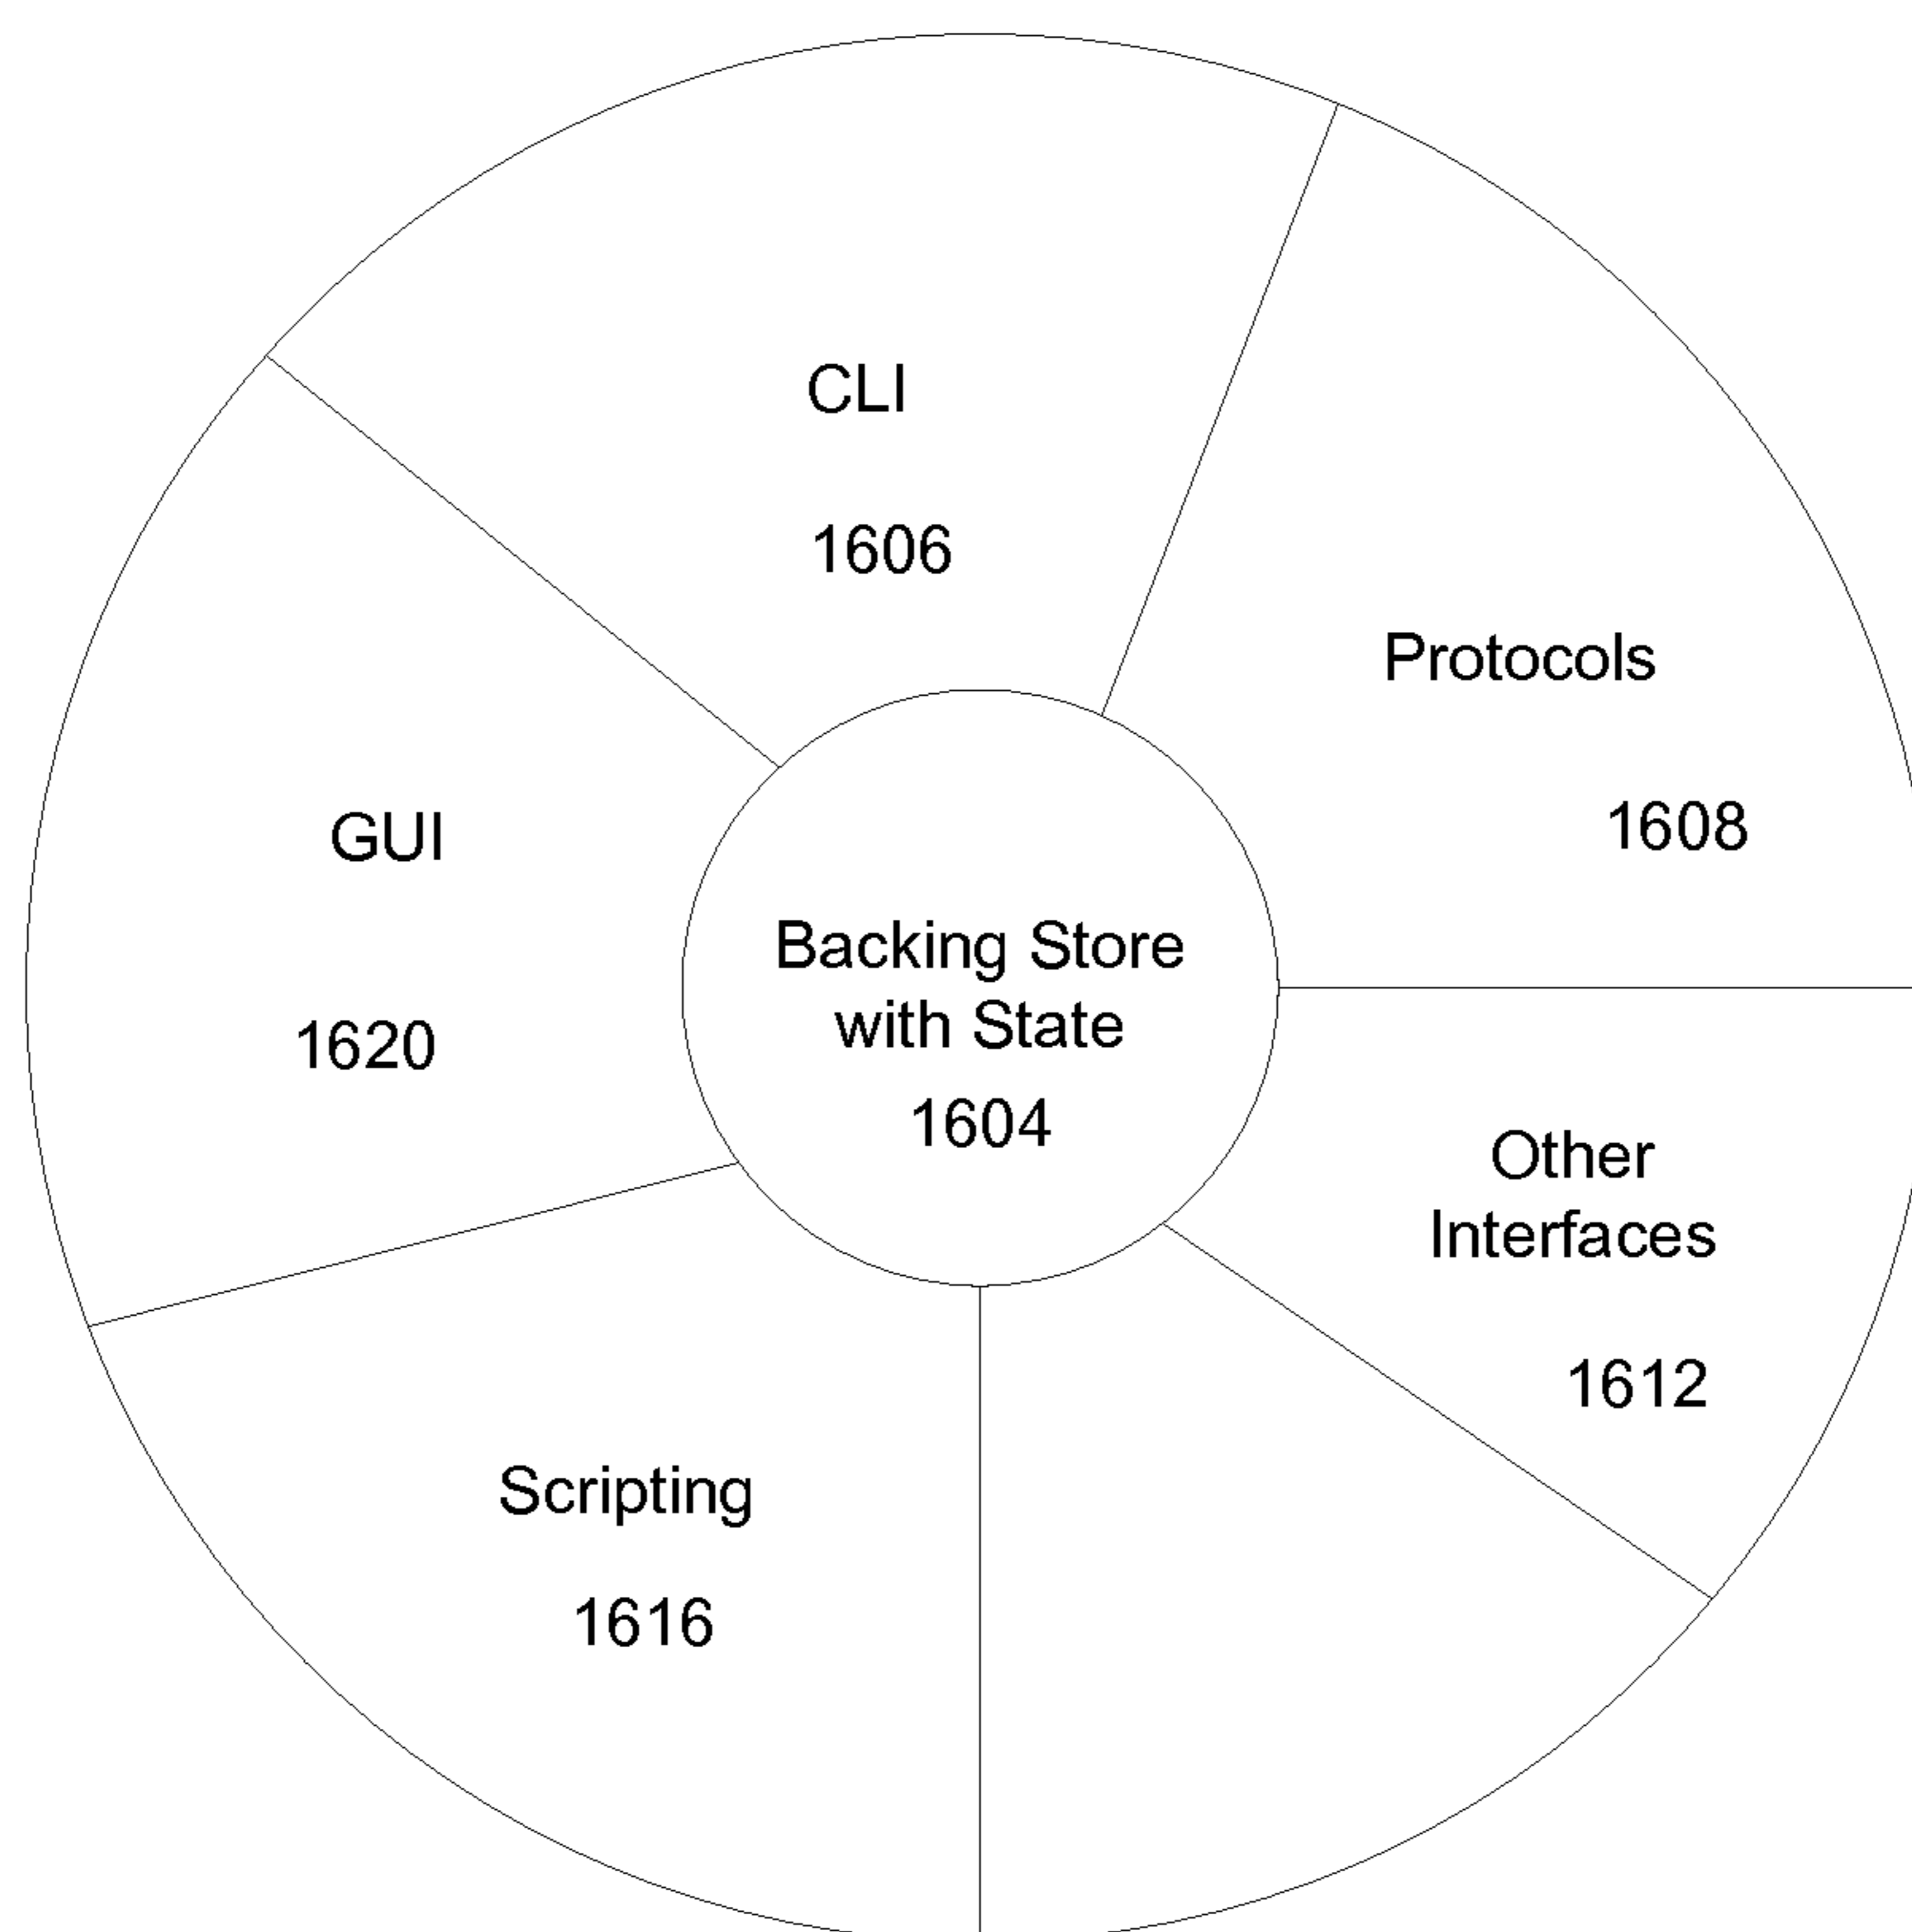 CLI
1606
Protocols
1608
GUI
1620
Backing Store
with State
1604
Other
Interfaces
1612
Scripting
1616